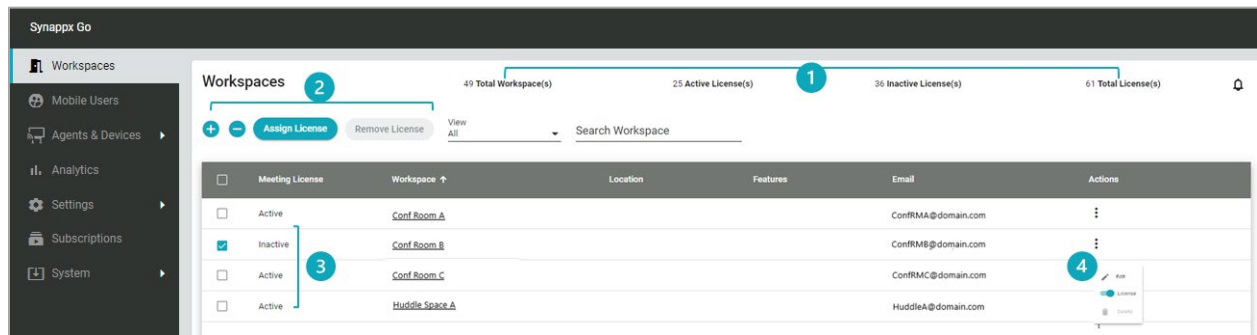 Synappx Go
Workspaces
Mobile Users
Agents & Devices
Analytics
Settings
Subscriptions
System
Workspaces
2
49 Total Workspace(s)
25 Active License(s)
1
36 Inactive License(s)
61 Total License(s)
Assign License
Remove License
View
All
Search Workspace
Meeting License Workspace Location Features Email Actions
Active Conf Room A ConfRMA@domain.com
Inactive Conf Room B ConfRMB@domain.com
3
Active Conf Room C ConfRMC@domain.com
4
Active Huddle Space A HuddleA@domain.com
Edit
License
Delete